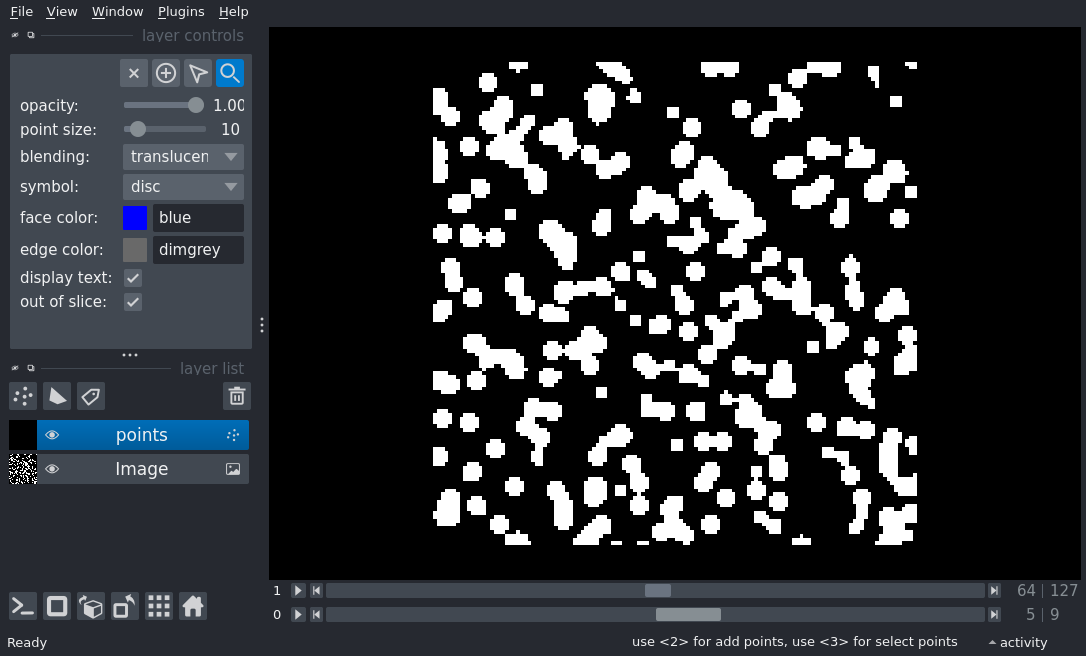 File View Window Plugins Help
layer controls
opacity: 1.00
point size: 10
blending: translucen
symbol: disc
face color: blue
edge color: dimgrey
display text:
out of slice:
layer list
points
Image
1 64 | 127
0 5 | 9
Ready use <2> for add points, use <3> for select points activity